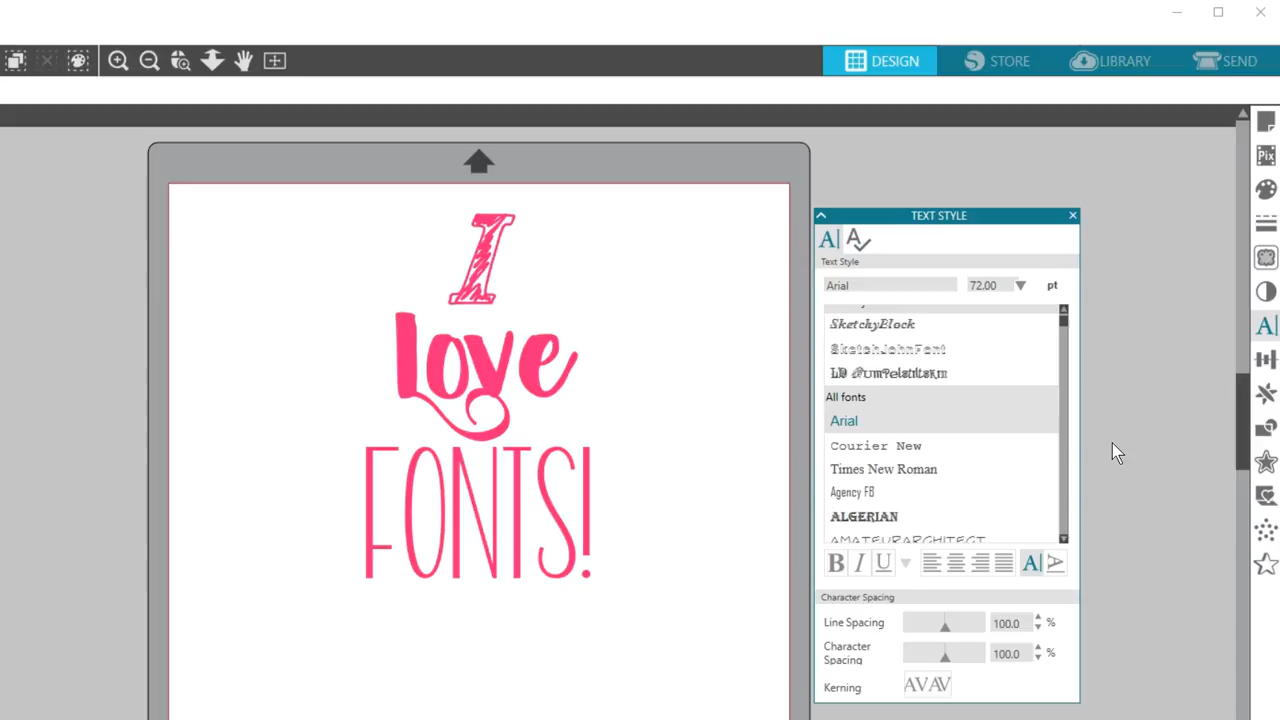 DESIGN
STORE
LIBRARY
SEND
Pix
I
Love
FONTS!
TEXT STYLE
A|
A
Text Style
Arial
72.00
pt
SketchyBlock
SketchJohnFont
All fonts
Arial
Courier New
Times New Roman
Agency FB
ALGERIAN
AMATEURARCHITECT
B I U
A|
A
Character Spacing
Line Spacing
100.0
%
Character
Spacing
100.0
%
Kerning
AVAV
A|